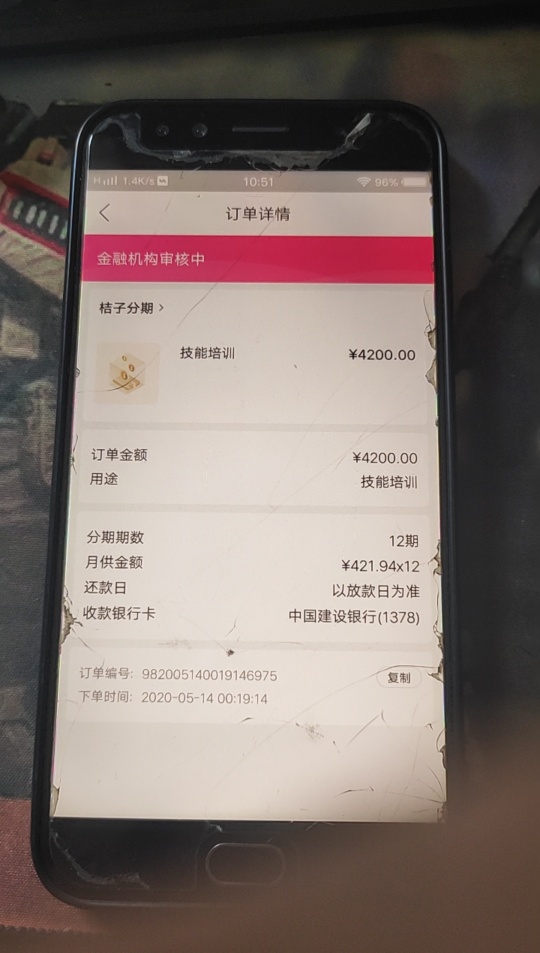 1.4K/s
10:51
96%
订单详情
金融机构审核中
桔子分期 >
技能培训 ¥4200.00
订单金额 ¥4200.00
用途 技能培训
分期期数 12期
月供金额 ¥421.94x12
还款日 以放款日为准
收款银行卡 中国建设银行(1378)
订单编号: 982005140019146975 复制
下单时间: 2020-05-14 00:19:14